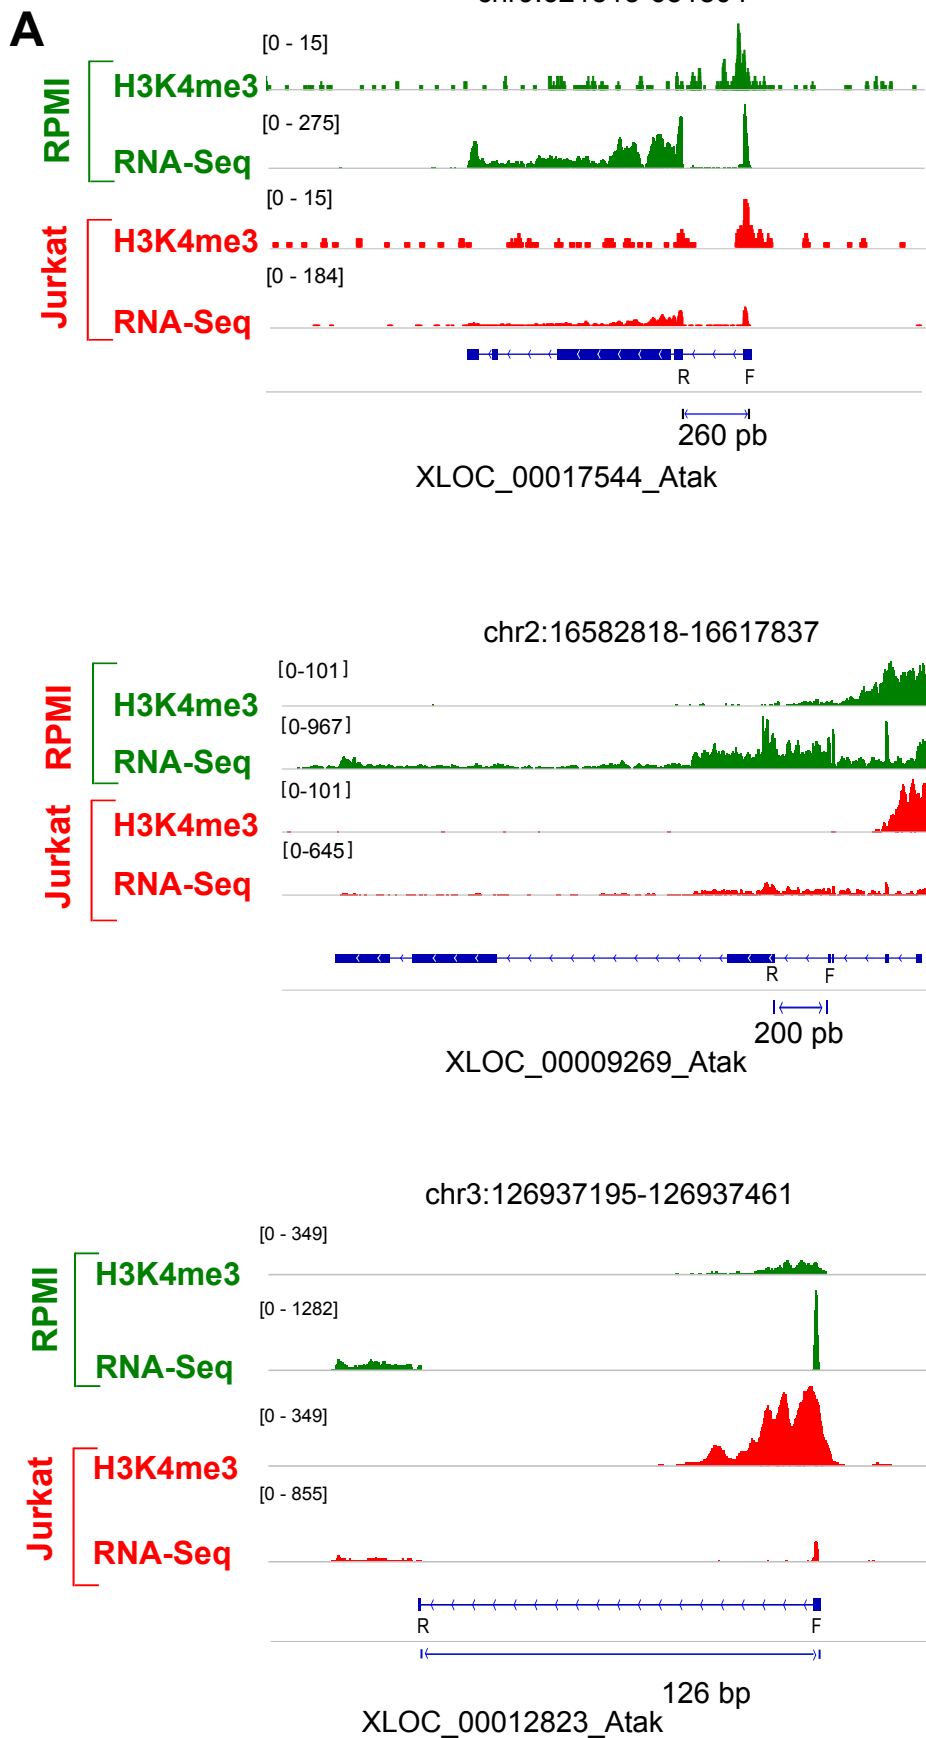 A
[0 - 15]
RPMI
H3K4me3
[0 - 275]
RNA-Seq
[0 - 15]
Jurkat
H3K4me3
[0 - 184]
RNA-Seq
R F
260 pb
XLOC_00017544_Atak
chr2:16582818-16617837
[0-101]
RPMI
H3K4me3
[0-967]
RNA-Seq
[0-101]
Jurkat
H3K4me3
[0-645]
RNA-Seq
R F
200 pb
XLOC_00009269_Atak
chr3:126937195-126937461
[0 - 349]
RPMI
H3K4me3
[0 - 1282]
RNA-Seq
[0 - 349]
Jurkat
H3K4me3
[0 - 855]
RNA-Seq
R F
126 bp
XLOC_00012823_Atak